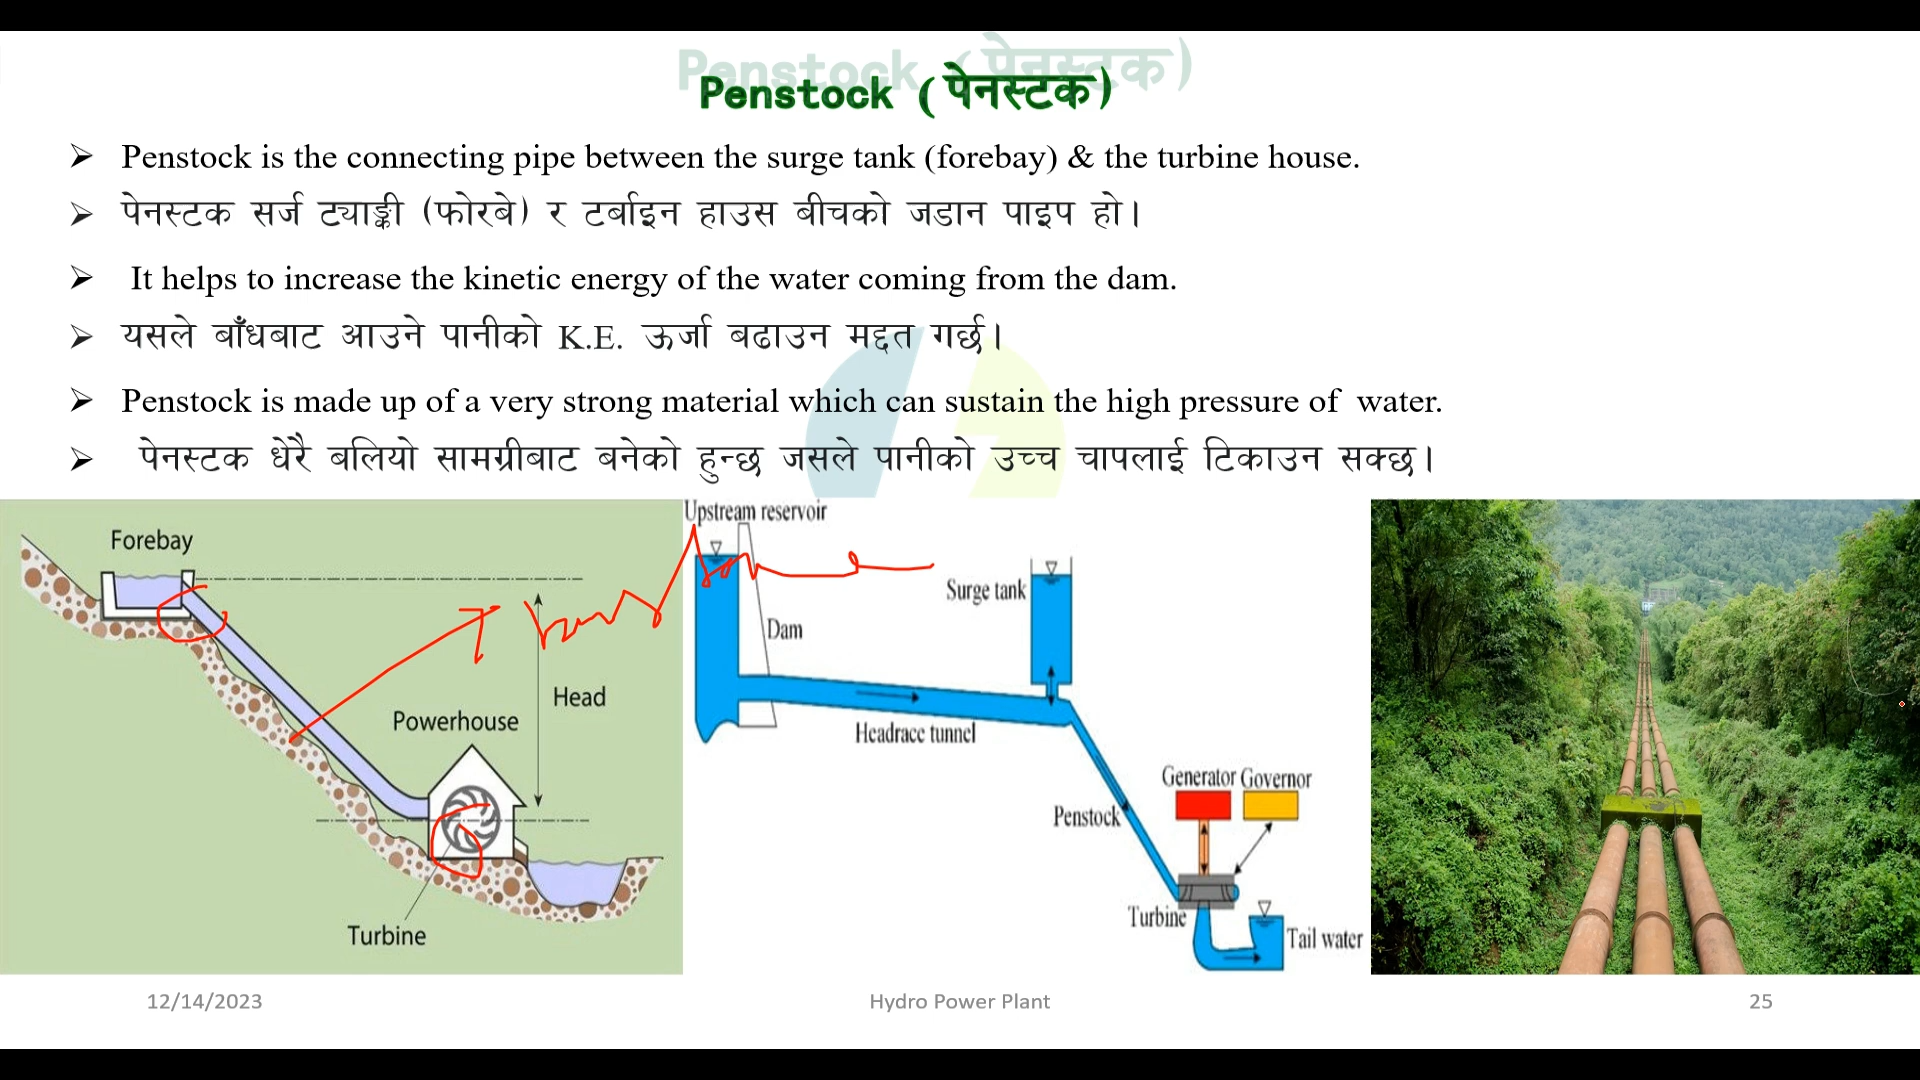 Penstock (पेनस्टक)
Penstock (पेनस्टक)
➢ Penstock is the connecting pipe between the surge tank (forebay) & the turbine house.
➢ पेनस्टक सर्ज ट्याङ्की (फोरबे) र टर्बाइन हाउस बीचको जडान पाइप हो।
➢ It helps to increase the kinetic energy of the water coming from the dam.
➢ यसले बाँधबाट आउने पानीको K.E. ऊर्जा बढाउन मद्दत गर्छ।
➢ Penstock is made up of a very strong material which can sustain the high pressure of water.
➢ पेनस्टक धेरै बलियो सामग्रीबाट बनेको हुन्छ जसले पानीको उच्च चापलाई टिकाउन सक्छ।
Forebay
Head
Powerhouse
Turbine
Upstream reservoir
Surge tank
Dam
Headrace tunnel
Generator Governor
Penstock
Turbine
Tail water
12/14/2023
Hydro Power Plant
25